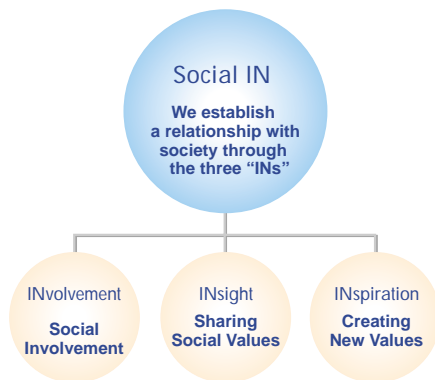 Social IN
We establish
a relationship with
society through
the three “INs”
INvolvement
Social
Involvement
INsight
Sharing
Social Values
INspiration
Creating
New Values